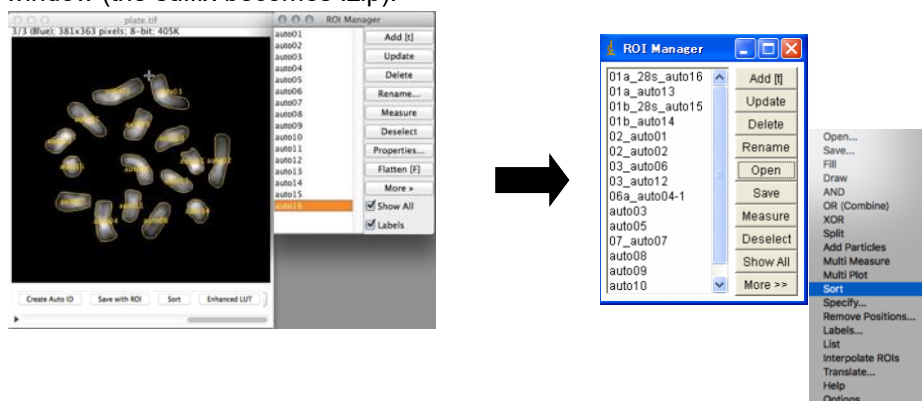 plate.tif
3/3 (Blue); 381x363 pixels; 8-bit; 405K
Create Auto ID
Save with ROI
Sort
Enhanced LUT
ROI Manager
auto01
auto02
auto03
auto04
auto05
auto06
auto07
auto08
auto09
auto10
auto11
auto12
auto13
auto14
auto15
auto16
Add [t]
Update
Delete
Rename...
Measure
Deselect
Properties...
Flatten [F]
More »
Show All
Labels
ROI Manager
01a_28s_auto16
01a_auto13
01b_28s_auto15
01b_auto14
02_auto01
02_auto02
03_auto06
03_auto12
06a_auto04-1
auto03
auto05
07_auto07
auto08
auto09
auto10
Add [t]
Update
Delete
Rename
Open
Save
Measure
Deselect
Show All
More >>
Open...
Save...
Fill
Draw
AND
OR (Combine)
XOR
Split
Add Particles
Multi Measure
Multi Plot
Sort
Specify...
Remove Positions...
Labels...
List
Interpolate ROIs
Translate...
Help
Options...